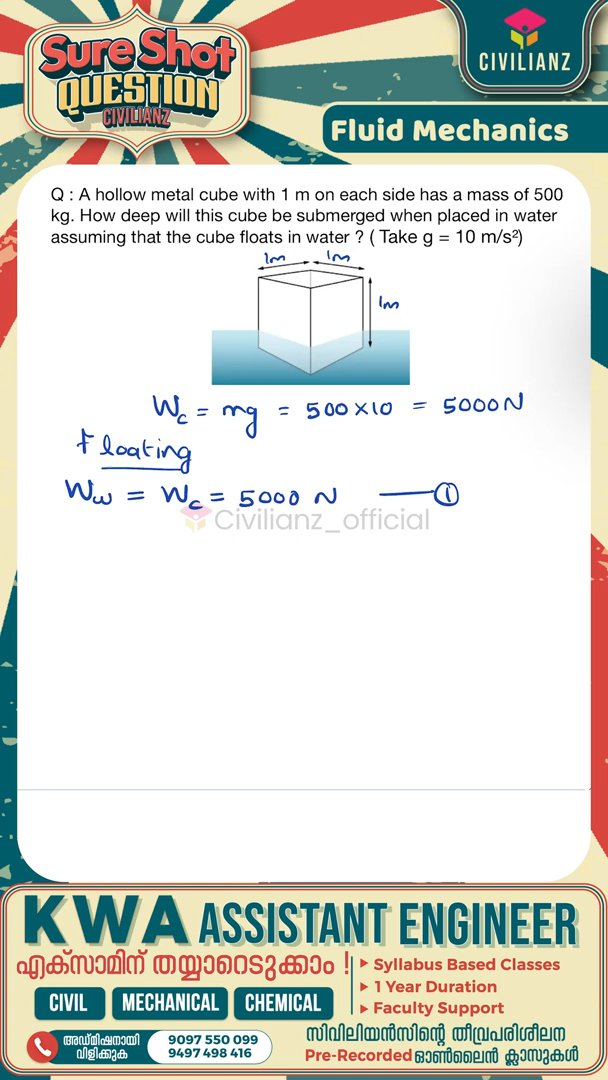 Sure Shot
QUESTION
CIVILIANZ
CIVILIANZ
Fluid Mechanics
Q : A hollow metal cube with 1 m on each side has a mass of 500
kg. How deep will this cube be submerged when placed in water
assuming that the cube floats in water ? ( Take g = 10 m/s²)
1m 1m
1m
Wc = mg = 500 × 10 = 5000 N
Floating
Ww = Wc = 5000 N —— ①
Civilianz_official
KWA ASSISTANT ENGINEER
എക്സാമിന് തയ്യാറെടുക്കാം !
CIVIL MECHANICAL CHEMICAL
▸ Syllabus Based Classes
▸ 1 Year Duration
▸ Faculty Support
അഡ്മിഷനായി
വിളിക്കുക
9097 550 099
9497 498 416
സിവിലിയൻസിന്റെ തീവ്രപരിശീലന
Pre-Recorded ഓൺലൈൻ ക്ലാസുകൾ